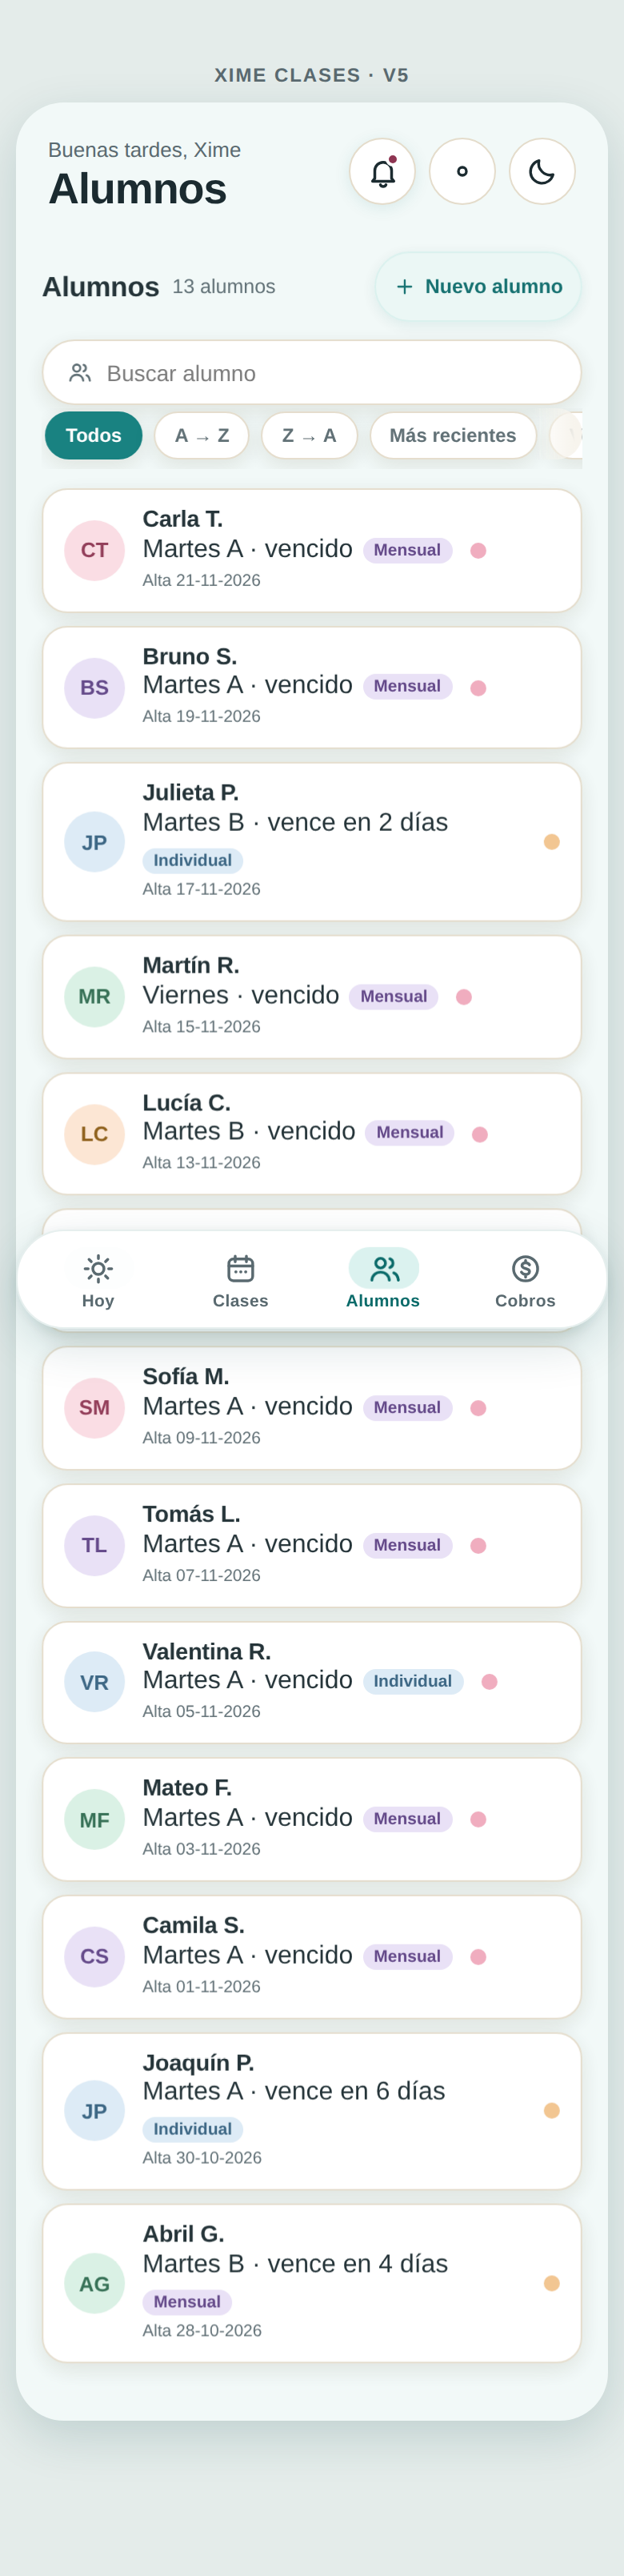 XIME CLASES · V5
Buenas tardes, Xime
Alumnos
Alumnos 13 alumnos
+ Nuevo alumno
Buscar alumno
Todos A → Z Z → A Más recientes
CT
Carla T.
Martes A · vencido Mensual
Alta 21-11-2026
BS
Bruno S.
Martes A · vencido Mensual
Alta 19-11-2026
JP
Julieta P.
Martes B · vence en 2 días
Individual
Alta 17-11-2026
MR
Martín R.
Viernes · vencido Mensual
Alta 15-11-2026
LC
Lucía C.
Martes B · vencido Mensual
Alta 13-11-2026
Hoy Clases Alumnos Cobros
SM
Sofía M.
Martes A · vencido Mensual
Alta 09-11-2026
TL
Tomás L.
Martes A · vencido Mensual
Alta 07-11-2026
VR
Valentina R.
Martes A · vencido Individual
Alta 05-11-2026
MF
Mateo F.
Martes A · vencido Mensual
Alta 03-11-2026
CS
Camila S.
Martes A · vencido Mensual
Alta 01-11-2026
JP
Joaquín P.
Martes A · vence en 6 días
Individual
Alta 30-10-2026
AG
Abril G.
Martes B · vence en 4 días
Mensual
Alta 28-10-2026